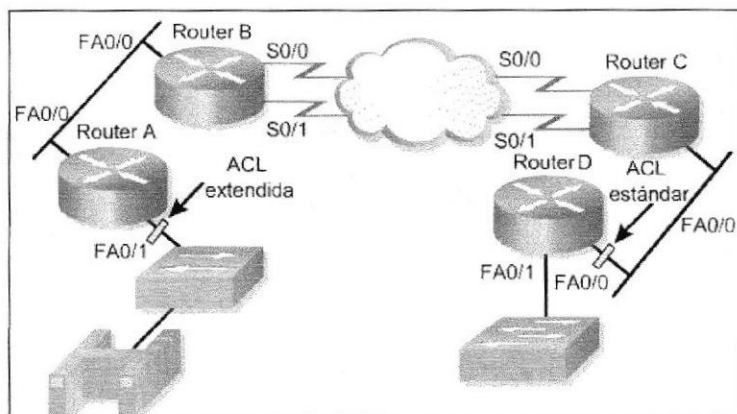 Router B
FA0/0
S0/0
S0/0
Router C
FA0/0
S0/1
S0/1
Router A
Router D
ACL
estándar
ACL
extendida
FA0/0
FA0/1
FA0/1
FA0/0